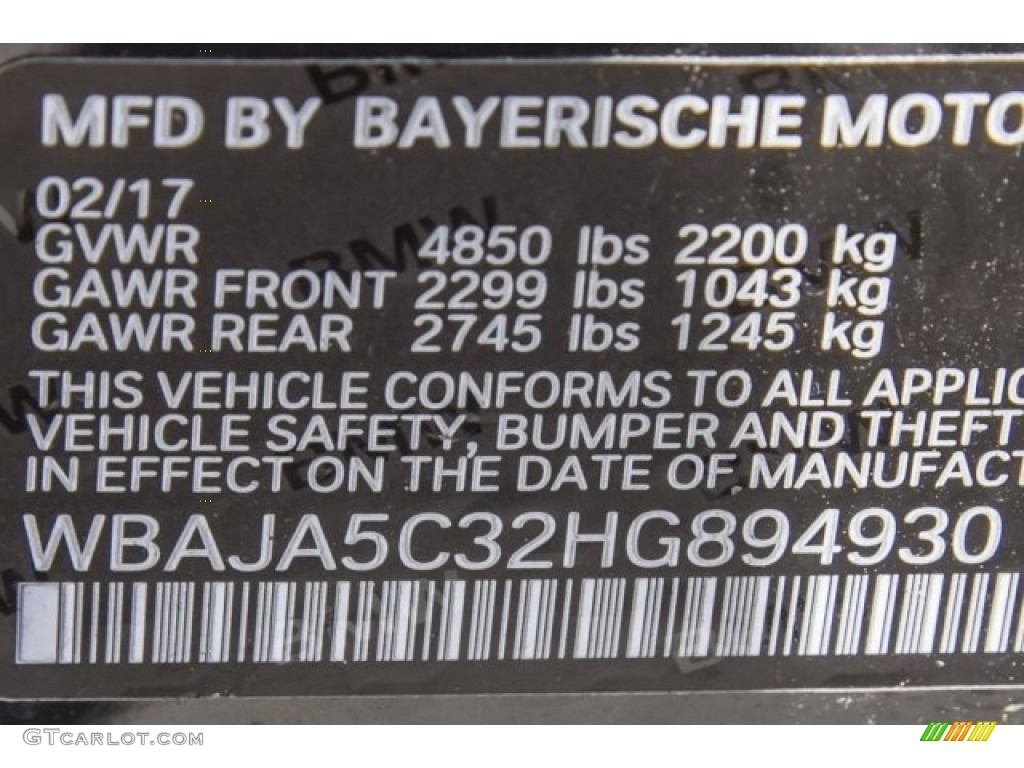 MFD BY BAYERISCHE MOTO
02/17
GVWR 4850 lbs 2200 kg
GAWR FRONT 2299 lbs 1043 kg
GAWR REAR 2745 lbs 1245 kg
THIS VEHICLE CONFORMS TO ALL APPLIC
VEHICLE SAFETY, BUMPER AND THEFT
IN EFFECT ON THE DATE OF MANUFACT
WBAJA5C32HG894930
GTCARLOT.COM